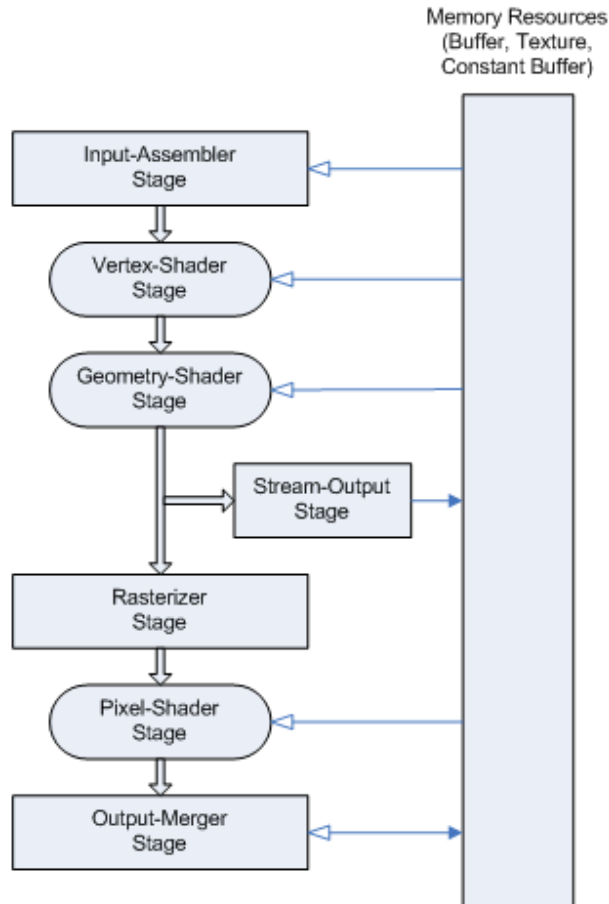 Memory Resources
(Buffer, Texture,
Constant Buffer)
Input-Assembler
Stage
Vertex-Shader
Stage
Geometry-Shader
Stage
Stream-Output
Stage
Rasterizer
Stage
Pixel-Shader
Stage
Output-Merger
Stage